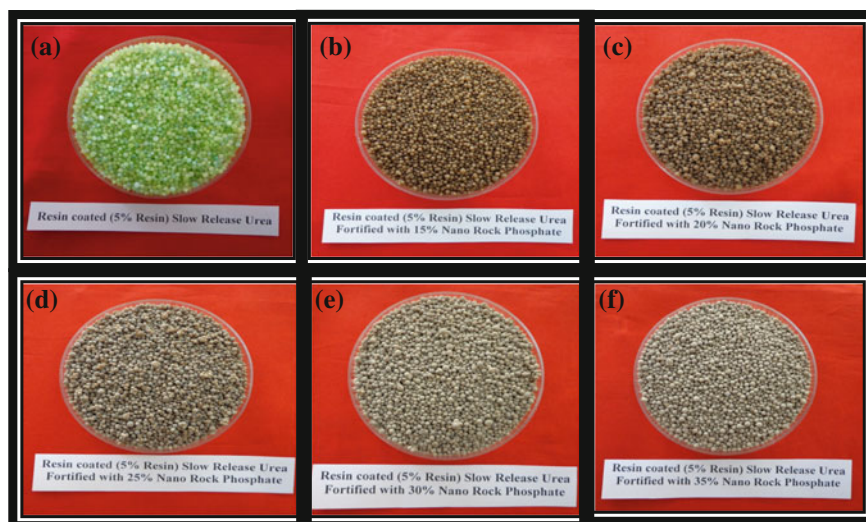 (a)
Resin coated (5% Resin) Slow Release Urea
(b)
Resin coated (5% Resin) Slow Release Urea
Fortified with 15% Nano Rock Phosphate
(c)
Resin coated (5% Resin) Slow Release Urea
Fortified with 20% Nano Rock Phosphate
(d)
Resin coated (5% Resin) Slow Release Urea
Fortified with 25% Nano Rock Phosphate
(e)
Resin coated (5% Resin) Slow Release Urea
Fortified with 30% Nano Rock Phosphate
(f)
Resin coated (5% Resin) Slow Release Urea
Fortified with 35% Nano Rock Phosphate